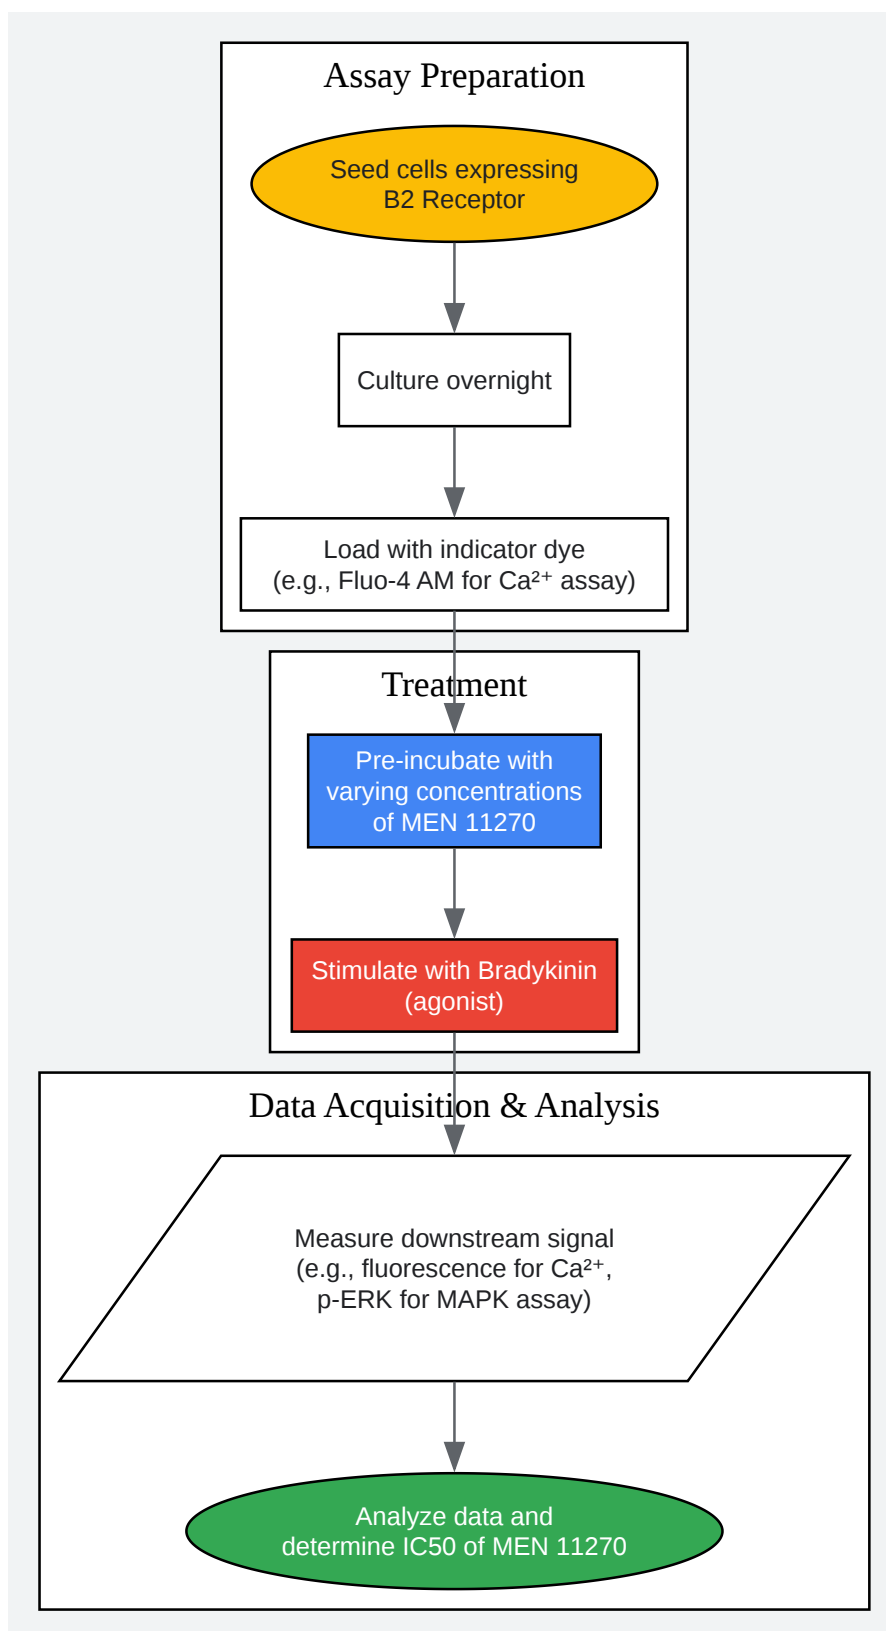 Assay Preparation
Seed cells expressing
B2 Receptor
Culture overnight
Load with indicator dye
(e.g., Fluo-4 AM for Ca²⁺ assay)
Treatment
Pre-incubate with
varying concentrations
of MEN 11270
Stimulate with Bradykinin
(agonist)
Data Acquisition & Analysis
Measure downstream signal
(e.g., fluorescence for Ca²⁺,
p-ERK for MAPK assay)
Analyze data and
determine IC50 of MEN 11270